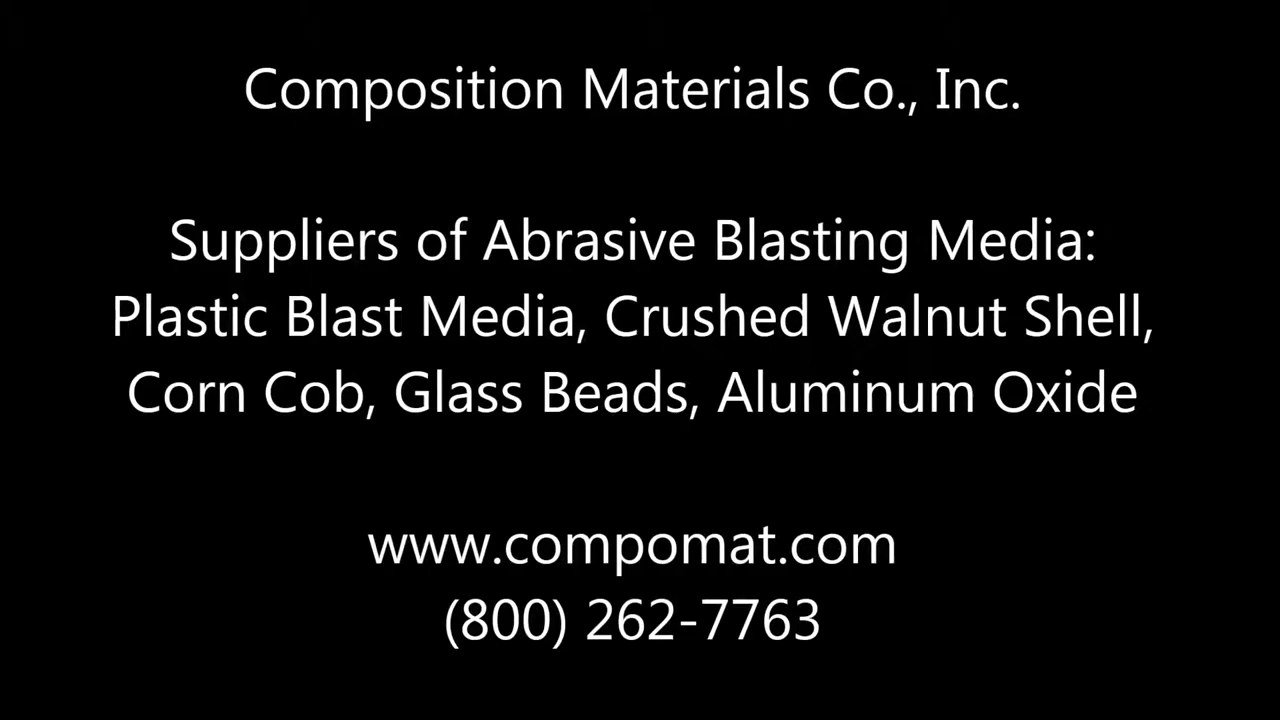 Composition Materials Co., Inc.
Suppliers of Abrasive Blasting Media:
Plastic Blast Media, Crushed Walnut Shell,
Corn Cob, Glass Beads, Aluminum Oxide
www.compomat.com
(800) 262-7763